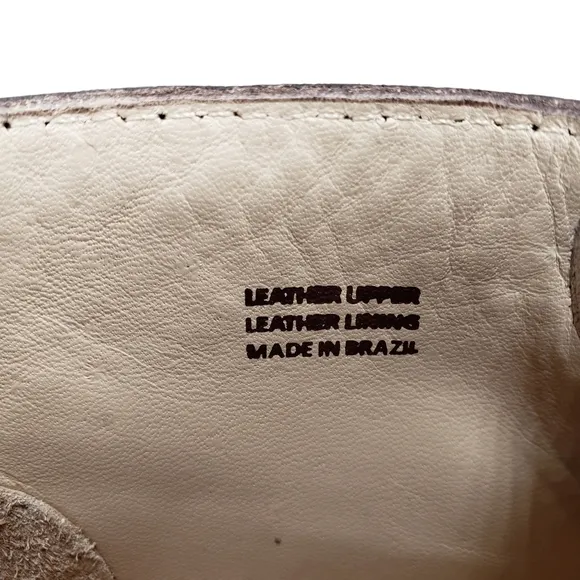 LEATHER UPPER
LEATHER LINING
MADE IN BRAZIL